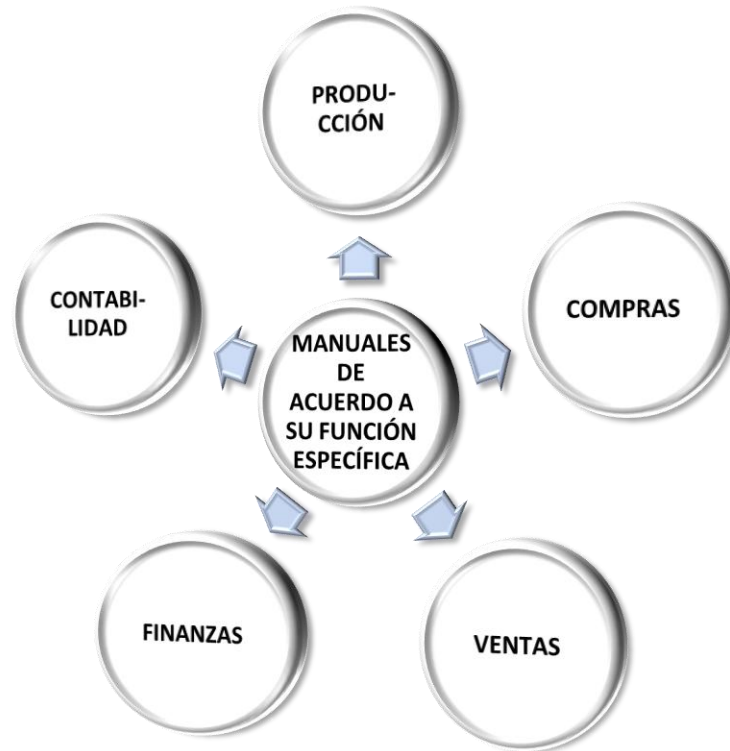 PRODU-
CCIÓN
CONTABI-
LIDAD
COMPRAS
MANUALES
DE
ACUERDO A
SU FUNCIÓN
ESPECÍFICA
FINANZAS
VENTAS